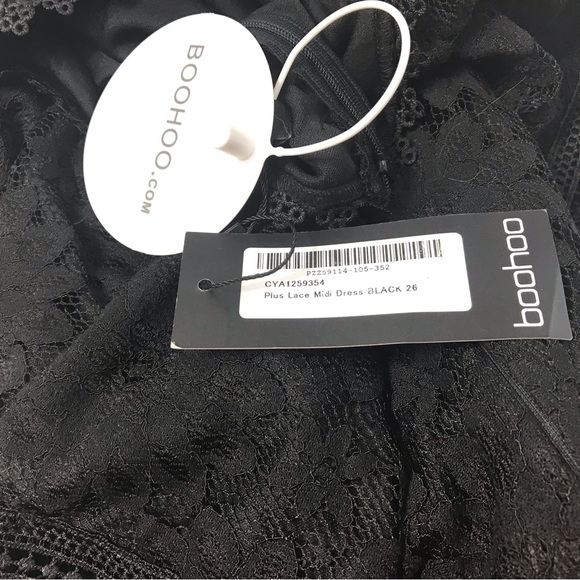 BOOHOO.COM
PZZ59114-105-352
CYA1259354
Plus Lace Midi Dress BLACK 26
boohoo